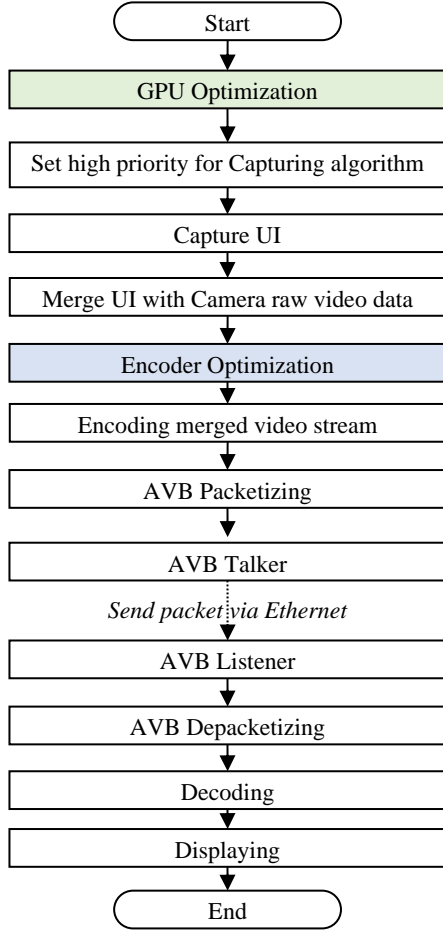 Start
GPU Optimization
Set high priority for Capturing algorithm
Capture UI
Merge UI with Camera raw video data
Encoder Optimization
Encoding merged video stream
AVB Packetizing
AVB Talker
Send packet via Ethernet
AVB Listener
AVB Depacketizing
Decoding
Displaying
End